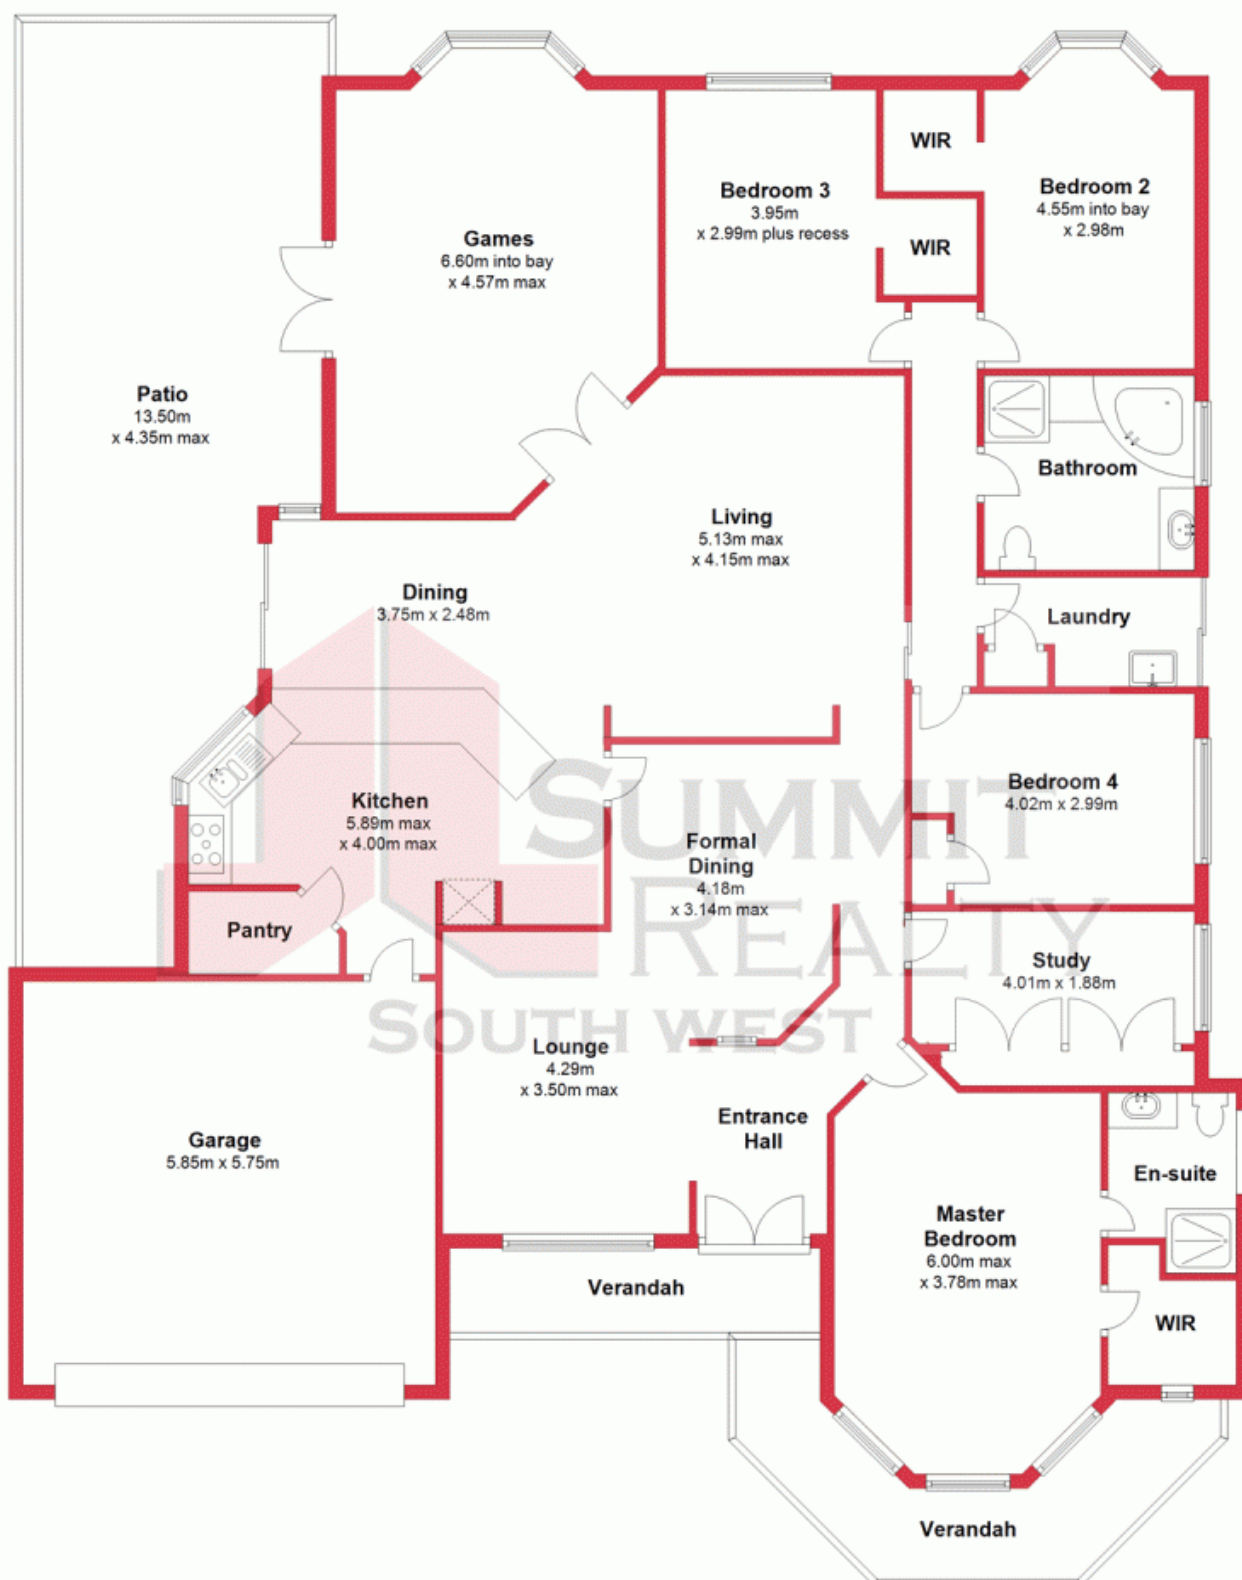 WIR
Bedroom 3
3.95m
x 2.99m plus recess
Bedroom 2
4.55m into bay
x 2.98m
WIR
Games
6.60m into bay
x 4.57m max
Patio
13.50m
x 4.35m max
Bathroom
Living
5.13m max
x 4.15m max
Dining
3.75m x 2.48m
Laundry
Kitchen
5.89m max
x 4.00m max
Bedroom 4
4.02m x 2.99m
SUMMIT
REALTY
SOUTH WEST
Formal
Dining
4.18m
x 3.14m max
Pantry
Study
4.01m x 1.88m
Lounge
4.29m
x 3.50m max
Entrance
Hall
Garage
5.85m x 5.75m
En-suite
Master
Bedroom
6.00m max
x 3.78m max
Verandah
WIR
Verandah